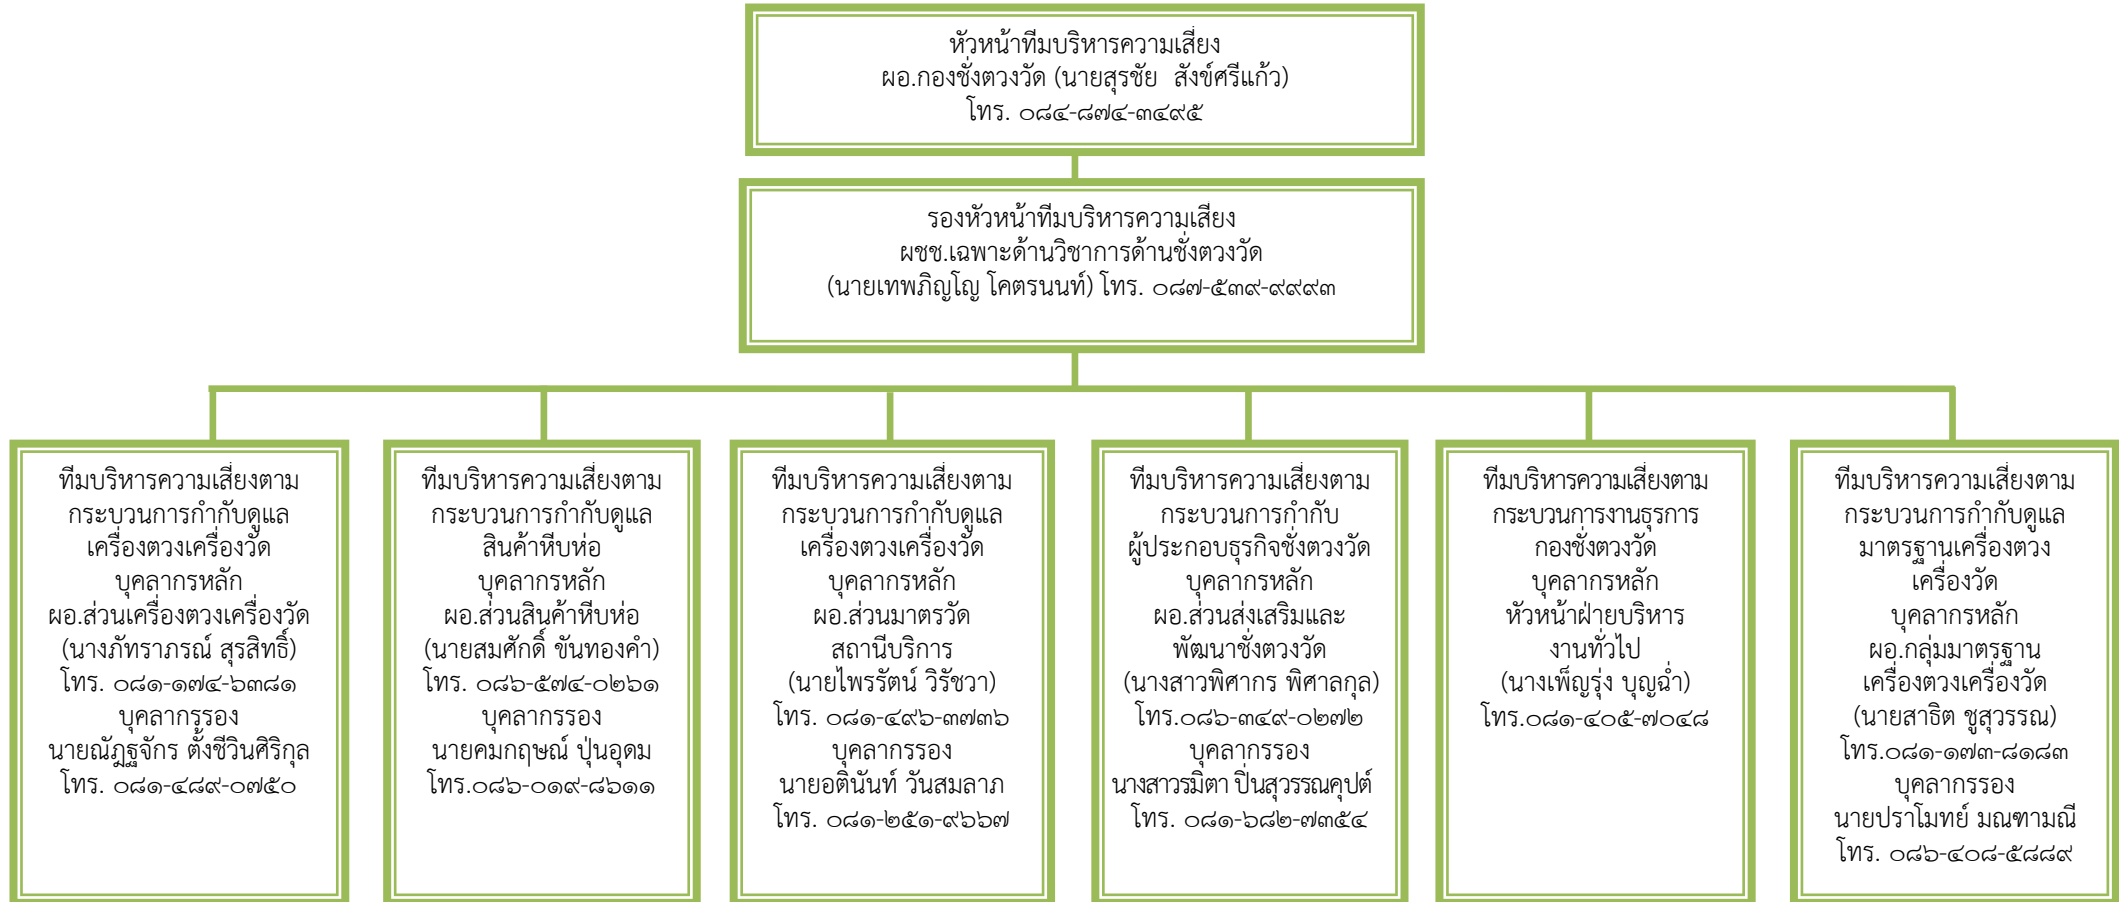 หัวหน้าทีมบริหารความเสี่ยง
ผอ.กองชั่งตวงวัด (นายสุรชัย  สังข์ศรีแก้ว)
โทร. ๐๘๔-๘๗๔-๓๔๙๕
รองหัวหน้าทีมบริหารความเสี่ยง
ผชช.เฉพาะด้านวิชาการด้านชั่งตวงวัด
(นายเทพภิญโญ โคตรนนท์) โทร. ๐๘๗-๕๓๙-๙๙๙๓
ทีมบริหารความเสี่ยงตาม
กระบวนการกำกับดูแล
เครื่องตวงเครื่องวัด
บุคลากรหลัก
ผอ.ส่วนเครื่องตวงเครื่องวัด
(นางภัทราภรณ์ สุรสิทธิ์)
โทร. ๐๘๑-๑๗๔-๖๓๘๑
บุคลากรรอง
นายณัฏฐจักร ตั้งชีวินศิริกุล
โทร. ๐๘๑-๔๘๙-๐๗๕๐
ทีมบริหารความเสี่ยงตาม
กระบวนการกำกับดูแล
สินค้าหีบห่อ
บุคลากรหลัก
ผอ.ส่วนสินค้าหีบห่อ
(นายสมศักดิ์ ขันทองคำ)
โทร. ๐๘๖-๕๗๔-๐๒๖๑
บุคลากรรอง
นายคมกฤษณ์ ปุ่นอุดม
โทร.๐๘๖-๐๑๙-๘๖๑๑
ทีมบริหารความเสี่ยงตาม
กระบวนการกำกับดูแล
เครื่องตวงเครื่องวัด
บุคลากรหลัก
ผอ.ส่วนมาตรวัด
สถานีบริการ
(นายไพรรัตน์ วิรัชวา)
โทร. ๐๘๑-๔๙๖-๓๗๓๖
บุคลากรรอง
นายอตินันท์ วันสมลาภ
โทร. ๐๘๑-๒๕๑-๙๖๖๗
ทีมบริหารความเสี่ยงตาม
กระบวนการกำกับ
ผู้ประกอบธุรกิจชั่งตวงวัด
บุคลากรหลัก
ผอ.ส่วนส่งเสริมและ
พัฒนาชั่งตวงวัด
(นางสาวพิศากร พิศาลกุล)
โทร.๐๘๖-๓๔๙-๐๒๗๒
บุคลากรรอง
นางสาวรมิตา ปิ่นสุวรรณคุปต์
โทร. ๐๘๑-๖๘๒-๗๓๕๔
ทีมบริหารความเสี่ยงตาม
กระบวนการงานธุรการ
กองชั่งตวงวัด
บุคลากรหลัก
หัวหน้าฝ่ายบริหาร
งานทั่วไป
(นางเพ็ญรุ่ง บุญฉ่ำ)
โทร.๐๘๑-๔๐๕-๗๐๔๘
ทีมบริหารความเสี่ยงตาม
กระบวนการกำกับดูแล
มาตรฐานเครื่องตวง
เครื่องวัด
บุคลากรหลัก
ผอ.กลุ่มมาตรฐาน
เครื่องตวงเครื่องวัด
(นายสาธิต ชูสุวรรณ)
โทร.๐๘๑-๑๗๓-๘๑๘๓
บุคลากรรอง
นายปราโมทย์ มณฑามณี
โทร. ๐๘๖-๔๐๘-๕๘๘๙